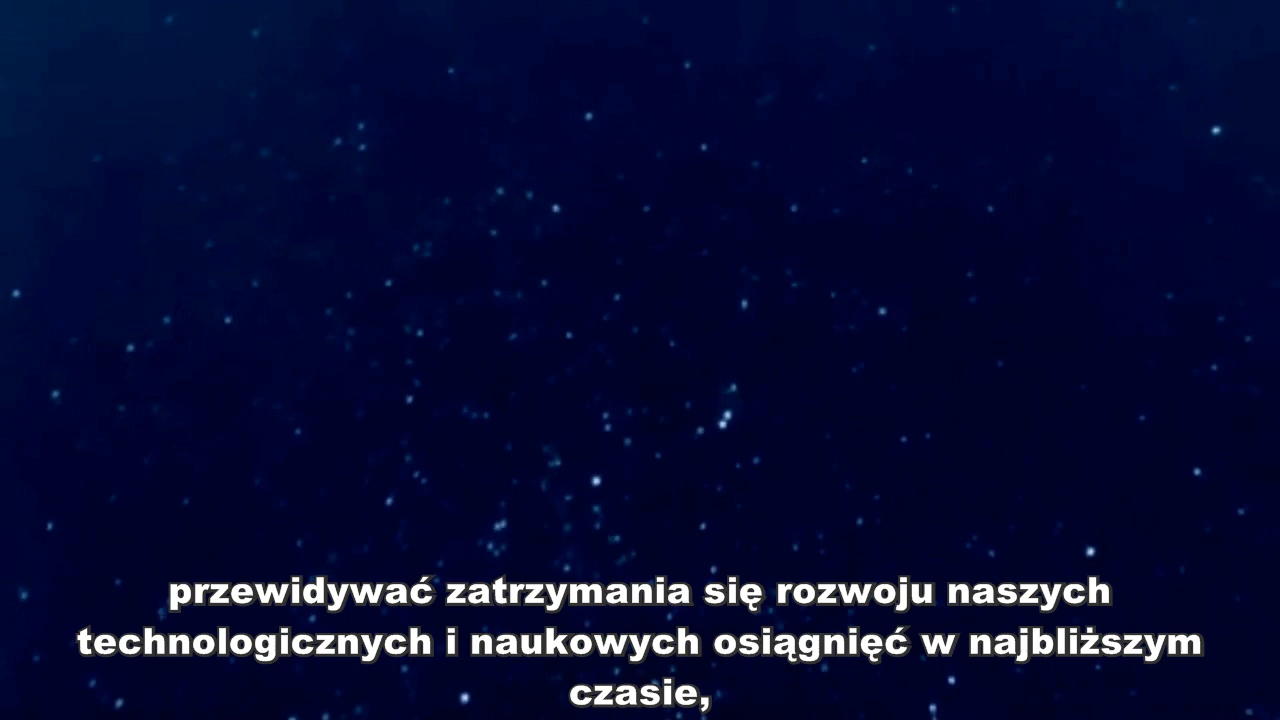 przewidywać zatrzymania się rozwoju naszych
technologicznych i naukowych osiągnięć w najbliższym
czasie,